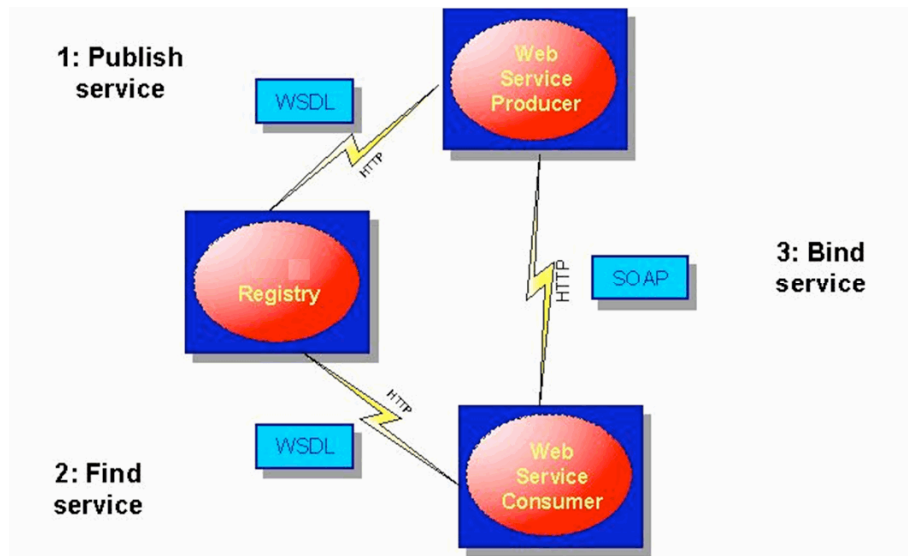 1: Publish
service
WSDL
HTTP
Web
Service
Producer
Registry
HTTP
SOAP
3: Bind
service
HTTP
WSDL
2: Find
service
Web
Service
Consumer